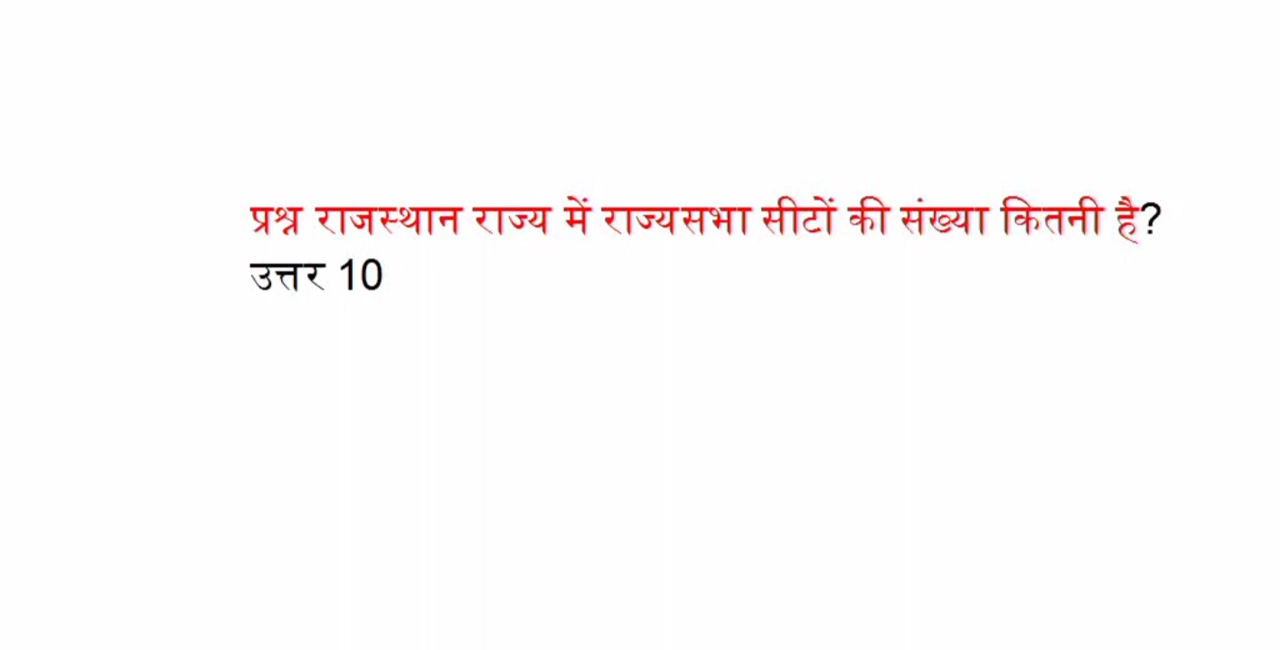 प्रश्न राजस्थान राज्य में राज्यसभा सीटों की संख्या कितनी है?
उत्तर 10